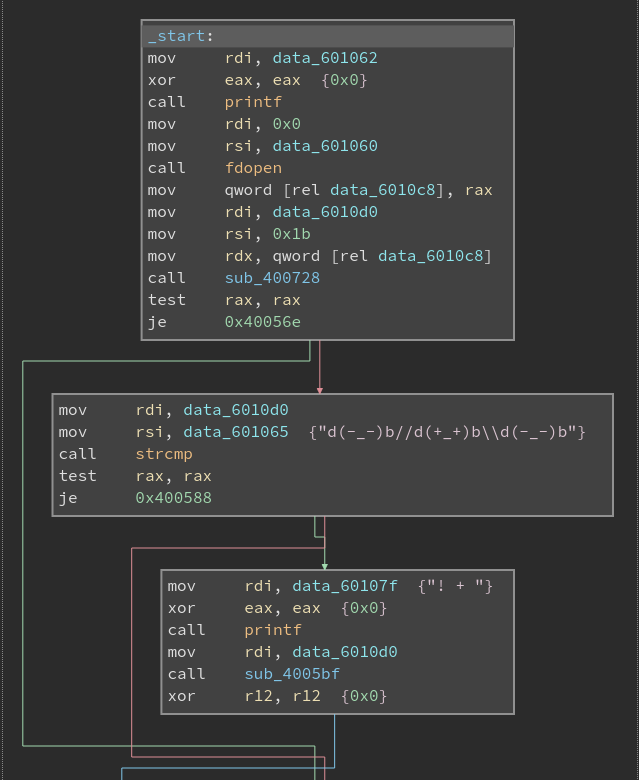 _start:
mov rdi, data_601062
xor eax, eax {0x0}
call printf
mov rdi, 0x0
mov rsi, data_601060
call fdopen
mov qword [rel data_6010c8], rax
mov rdi, data_6010d0
mov rsi, 0x1b
mov rdx, qword [rel data_6010c8]
call sub_400728
test rax, rax
je 0x40056e
mov rdi, data_6010d0
mov rsi, data_601065 {"d(-_-)b//d(+_+)b\\d(-_-)b"}
call strcmp
test rax, rax
je 0x400588
mov rdi, data_60107f {"! + "}
xor eax, eax {0x0}
call printf
mov rdi, data_6010d0
call sub_4005bf
xor r12, r12 {0x0}